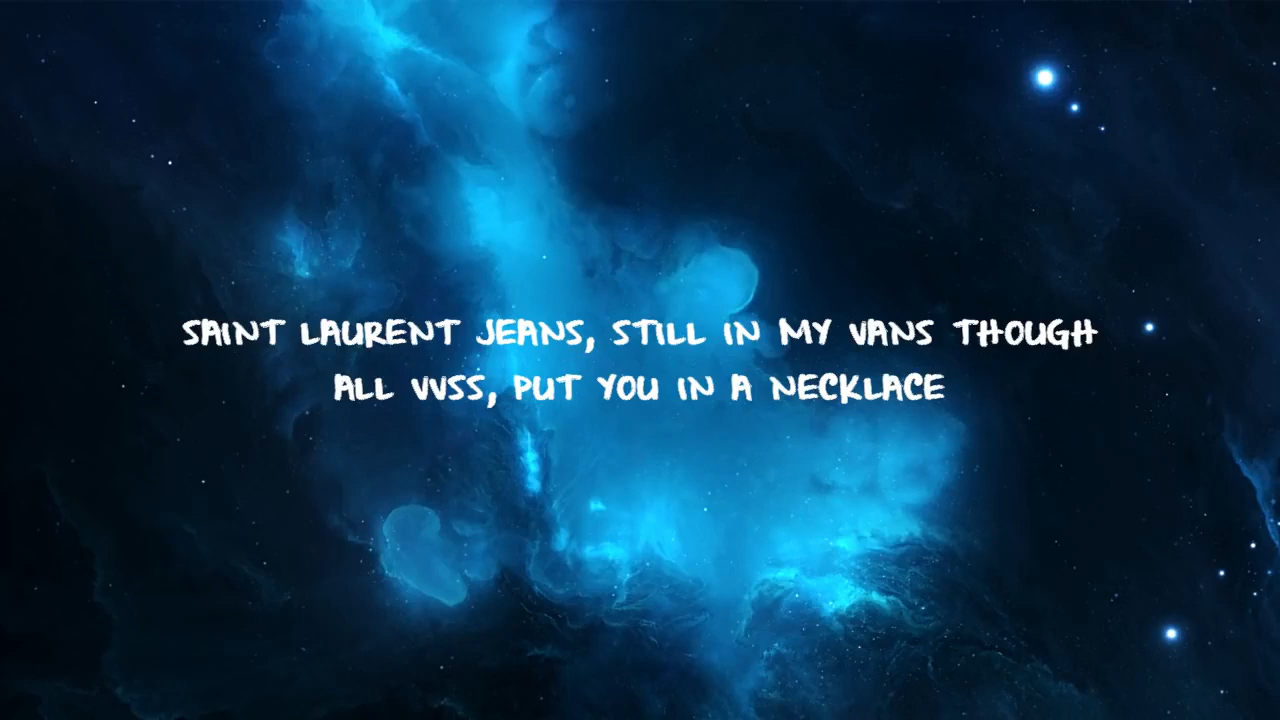 SAINT LAURENT JEANS, STILL IN MY VANS THOUGH
ALL VVSS, PUT YOU IN A NECKLACE